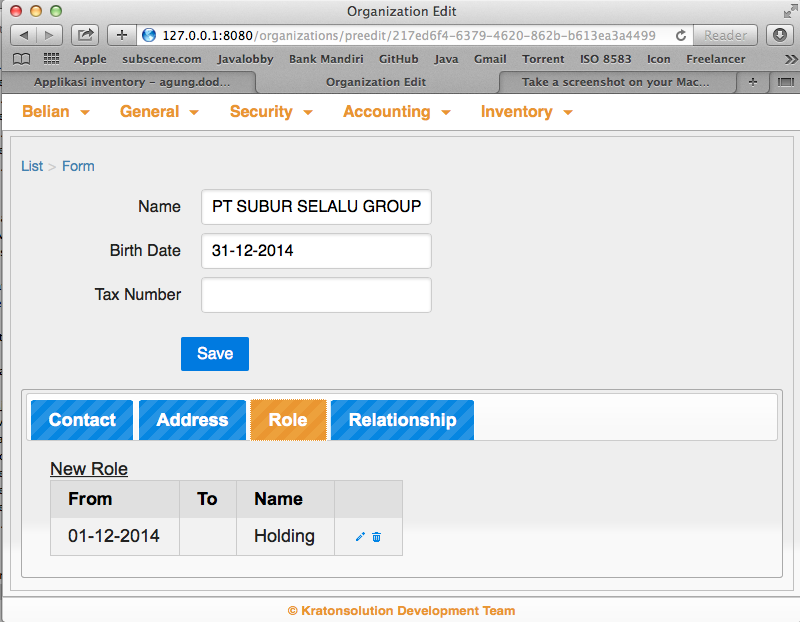 Organization Edit
127.0.0.1:8080/organizations/preedit/217ed6f4-6379-4620-862b-b613ea3a4499 Reader
Apple subscene.com Javalobby Bank Mandiri GitHub Java Gmail Torrent ISO 8583 Icon Freelancer
Applikasi inventory – agung.dod... Organization Edit Take a screenshot on your Mac...
Belian General Security Accounting Inventory
List > Form
Name PT SUBUR SELALU GROUP
Birth Date 31-12-2014
Tax Number
Save
Contact Address Role Relationship
New Role
From To Name
01-12-2014 Holding
© Kratonsolution Development Team